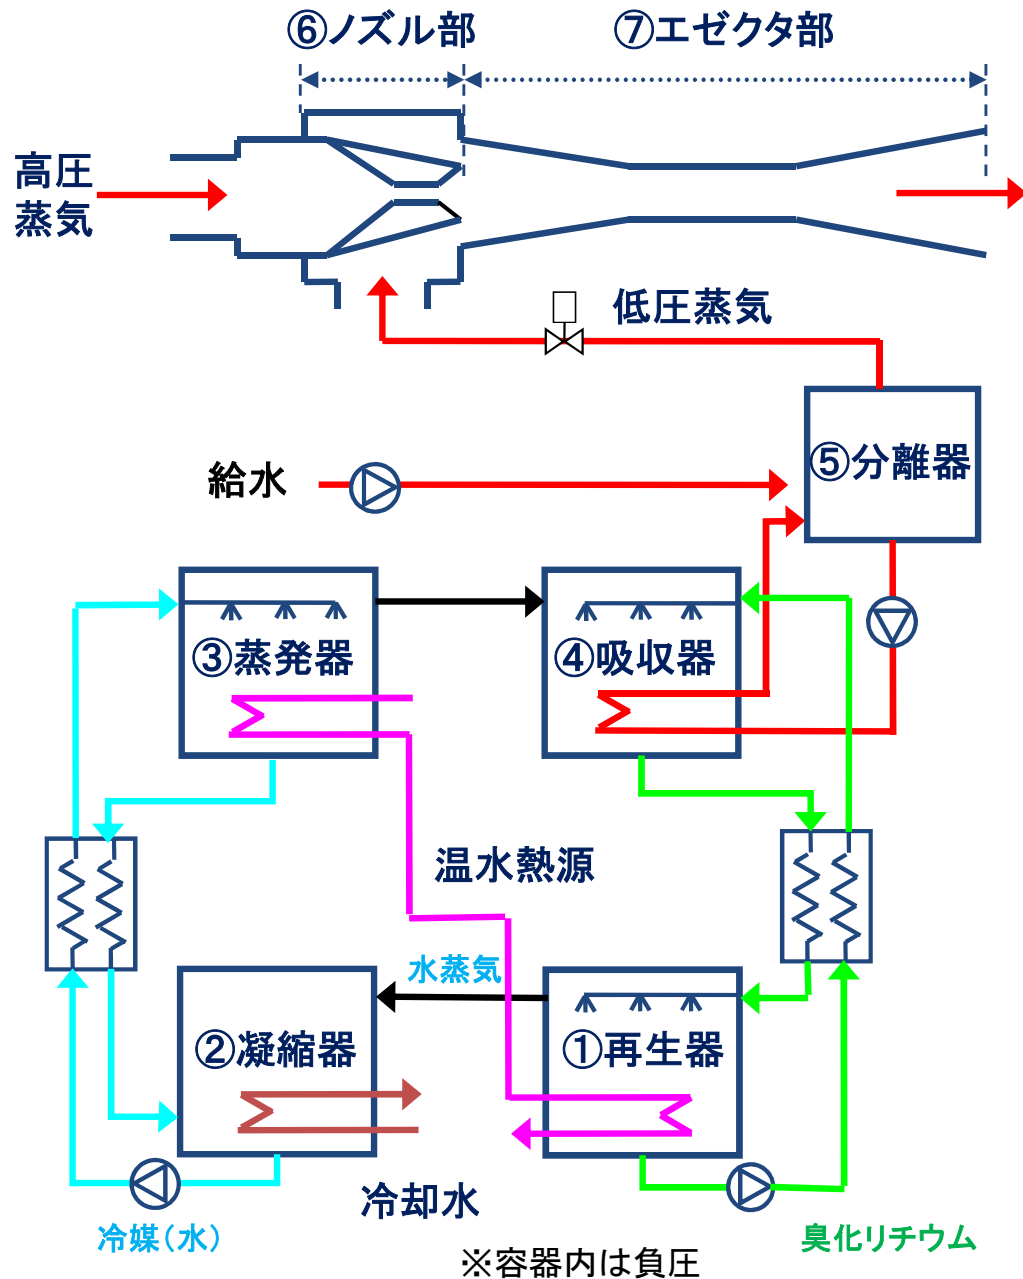 ⑥ノズル部
⑦エゼクタ部
高圧
蒸気
低圧蒸気
⑤分離器
給水
③蒸発器
④吸収器
温水熱源
水蒸気
②凝縮器
①再生器
冷却水
冷媒（水）
臭化リチウム
※容器内は負圧